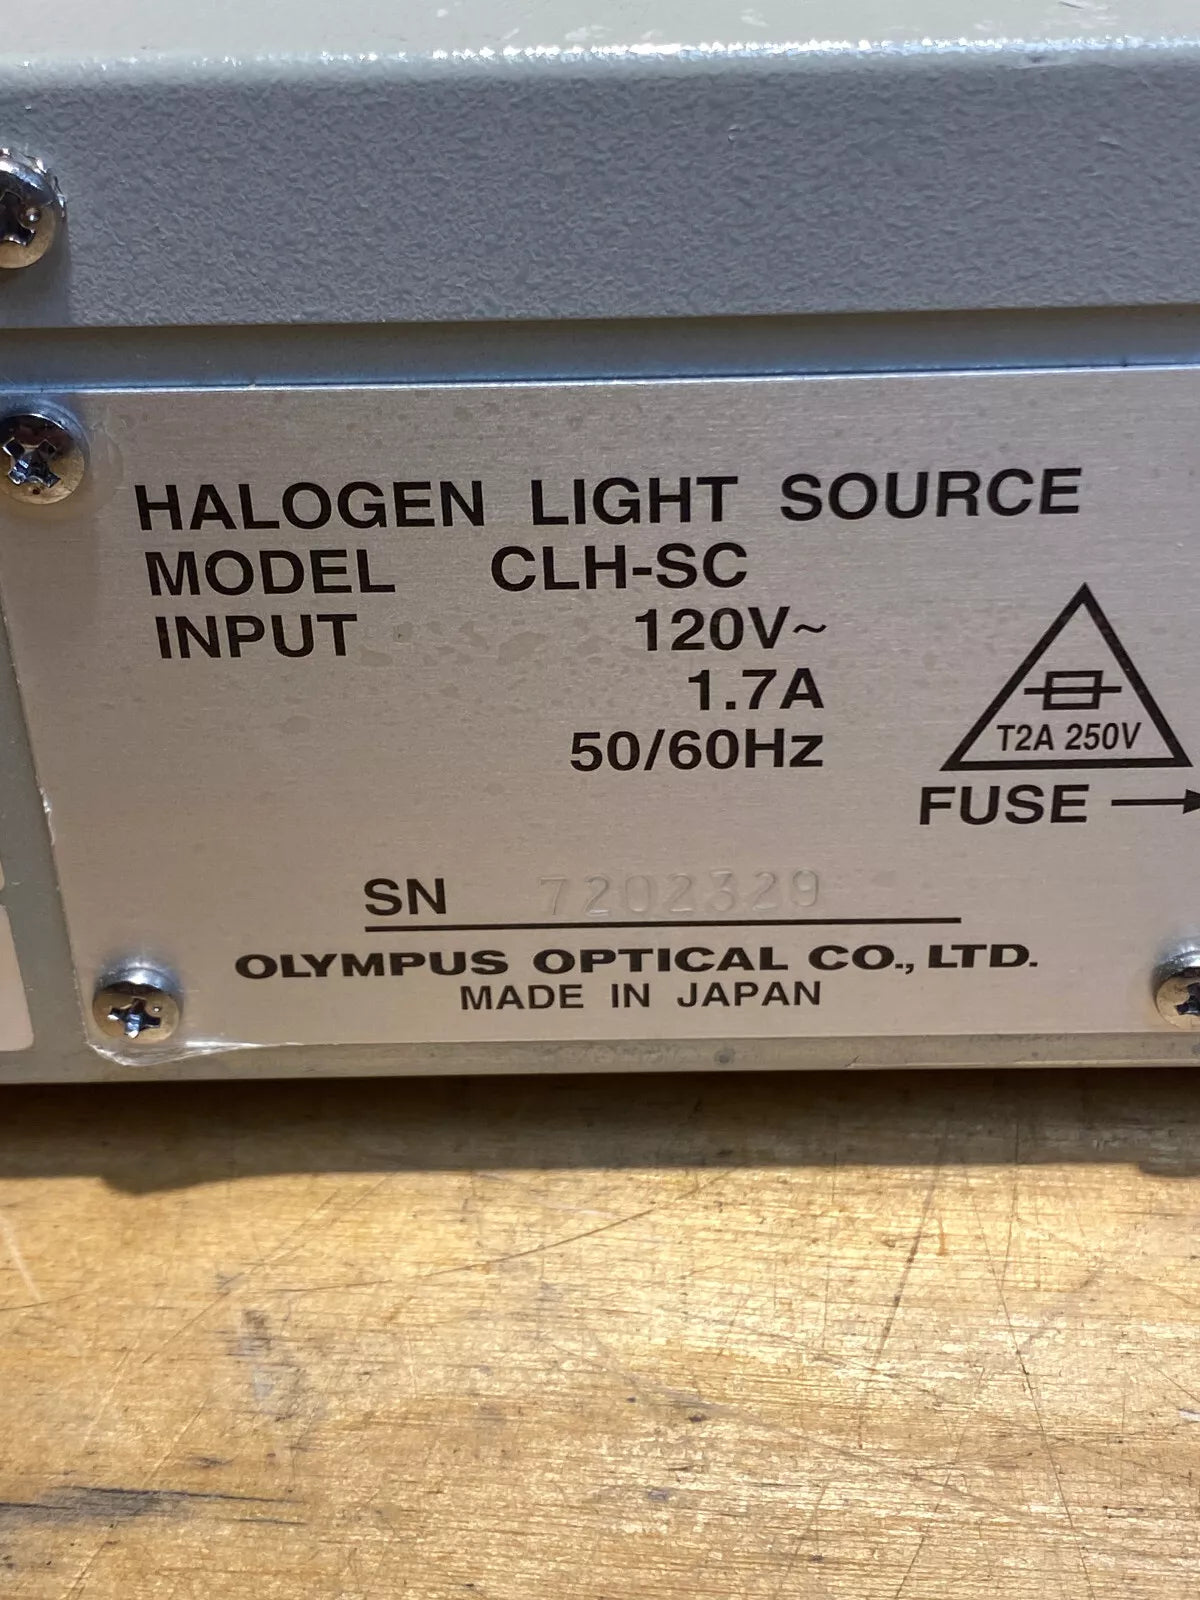 HALOGEN LIGHT SOURCE
MODEL CLH-SC
INPUT 120V~
1.7A
50/60Hz
T2A 250V
FUSE →
SN 7202329
OLYMPUS OPTICAL CO., LTD.
MADE IN JAPAN